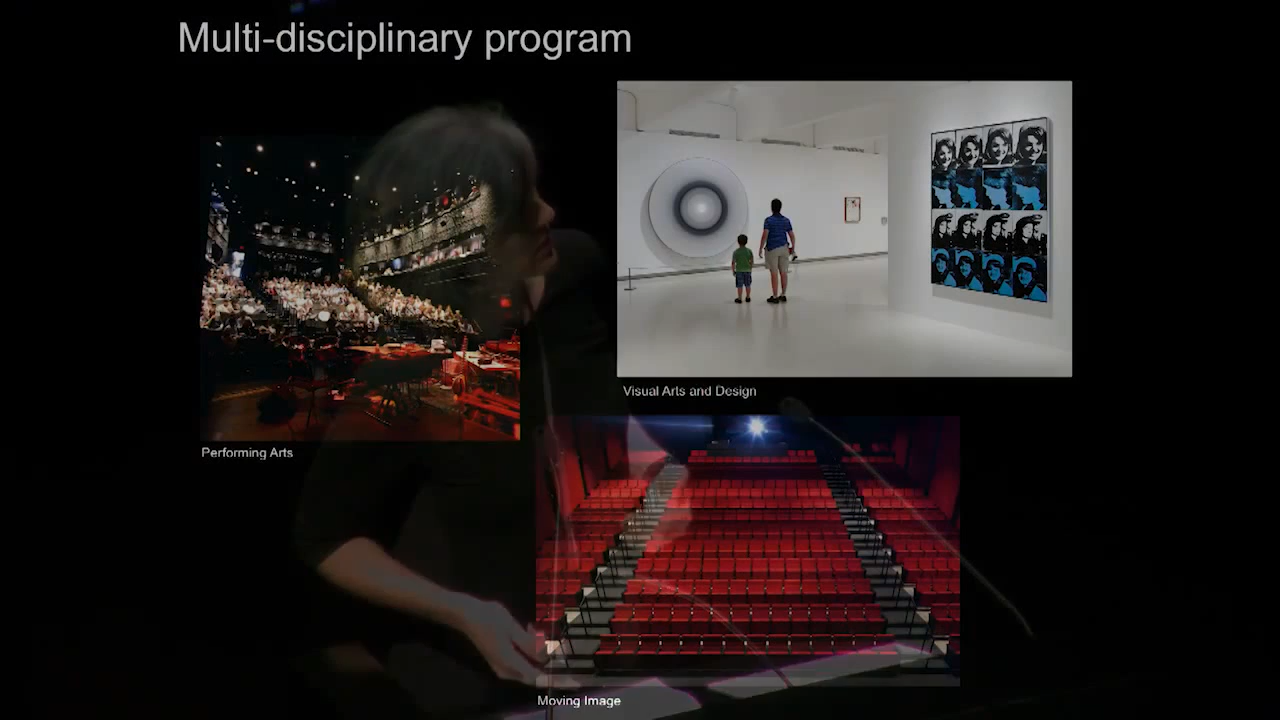 Multi-disciplinary program
Visual Arts and Design
Performing Arts
Moving Image